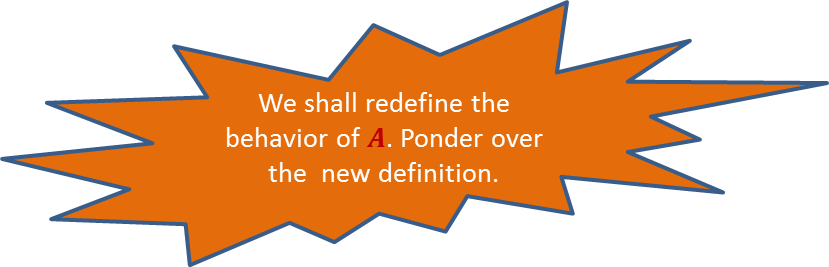 We shall redefine the
behavior of A. Ponder over
the new definition.